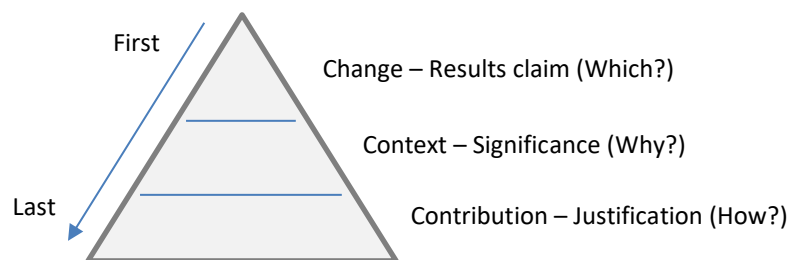 First
Change – Results claim (Which?)
Context – Significance (Why?)
Last
Contribution – Justification (How?)